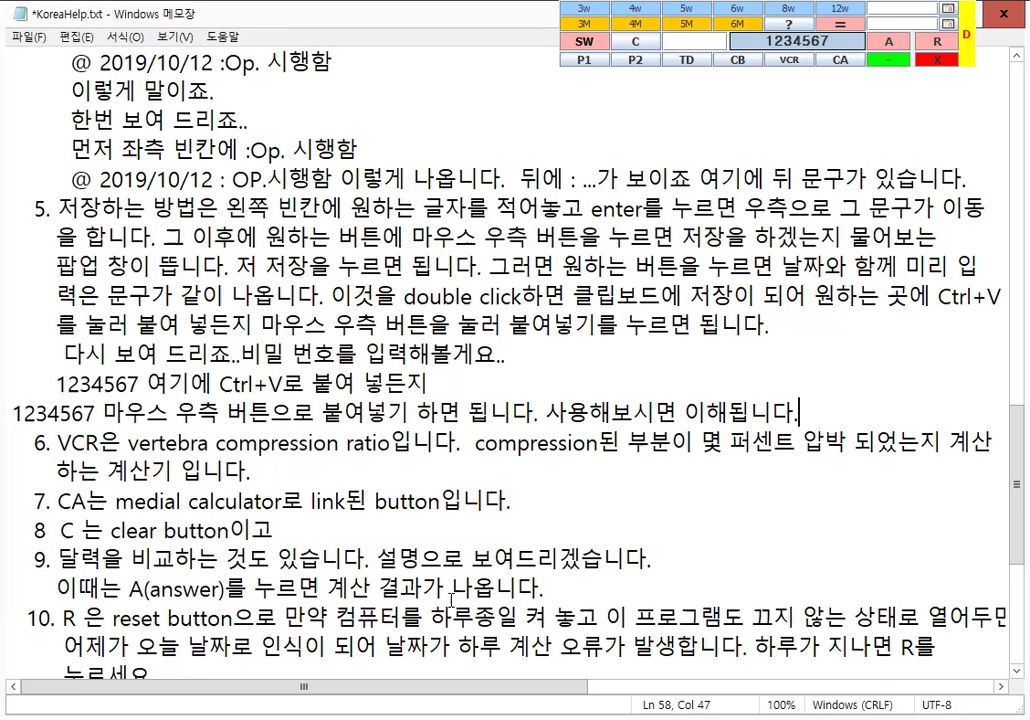 *KoreaHelp.txt - Windows 메모장
파일(F) 편집(E) 서식(O) 보기(V) 도움말
3w 4w 5w 6w 8w 12w
3M 4M 5M 6M ? =
SW C 1234567 A R
P1 P2 TD CB VCR CA - X
D
X
@ 2019/10/12 :Op. 시행함
이렇게 말이죠.
한번 보여 드리죠..
먼저 좌측 빈칸에 :Op. 시행함
@ 2019/10/12 : OP.시행함 이렇게 나옵니다. 뒤에 : ...가 보이죠 여기에 뒤 문구가 있습니다.
5. 저장하는 방법은 왼쪽 빈칸에 원하는 글자를 적어놓고 enter를 누르면 우측으로 그 문구가 이동
을 합니다. 그 이후에 원하는 버튼에 마우스 우측 버튼을 누르면 저장을 하겠는지 물어보는
팝업 창이 뜹니다. 저 저장을 누르면 됩니다. 그러면 원하는 버튼을 누르면 날짜와 함께 미리 입
력은 문구가 같이 나옵니다. 이것을 double click하면 클립보드에 저장이 되어 원하는 곳에 Ctrl+V
를 눌러 붙여 넣든지 마우스 우측 버튼을 눌러 붙여넣기를 누르면 됩니다.
다시 보여 드리죠..비밀 번호를 입력해볼게요..
1234567 여기에 Ctrl+V로 붙여 넣든지
1234567 마우스 우측 버튼으로 붙여넣기 하면 됩니다. 사용해보시면 이해됩니다.
6. VCR은 vertebra compression ratio입니다. compression된 부분이 몇 퍼센트 압박 되었는지 계산
하는 계산기 입니다.
7. CA는 medial calculator로 link된 button입니다.
8 C 는 clear button이고
9. 달력을 비교하는 것도 있습니다. 설명으로 보여드리겠습니다.
이때는 A(answer)를 누르면 계산 결과가 나옵니다.
10. R 은 reset button으로 만약 컴퓨터를 하루종일 켜 놓고 이 프로그램도 끄지 않는 상태로 열어두면
어제가 오늘 날짜로 인식이 되어 날짜가 하루 계산 오류가 발생합니다. 하루가 지나면 R를
누르세요
Ln 58, Col 47 100% Windows (CRLF) UTF-8